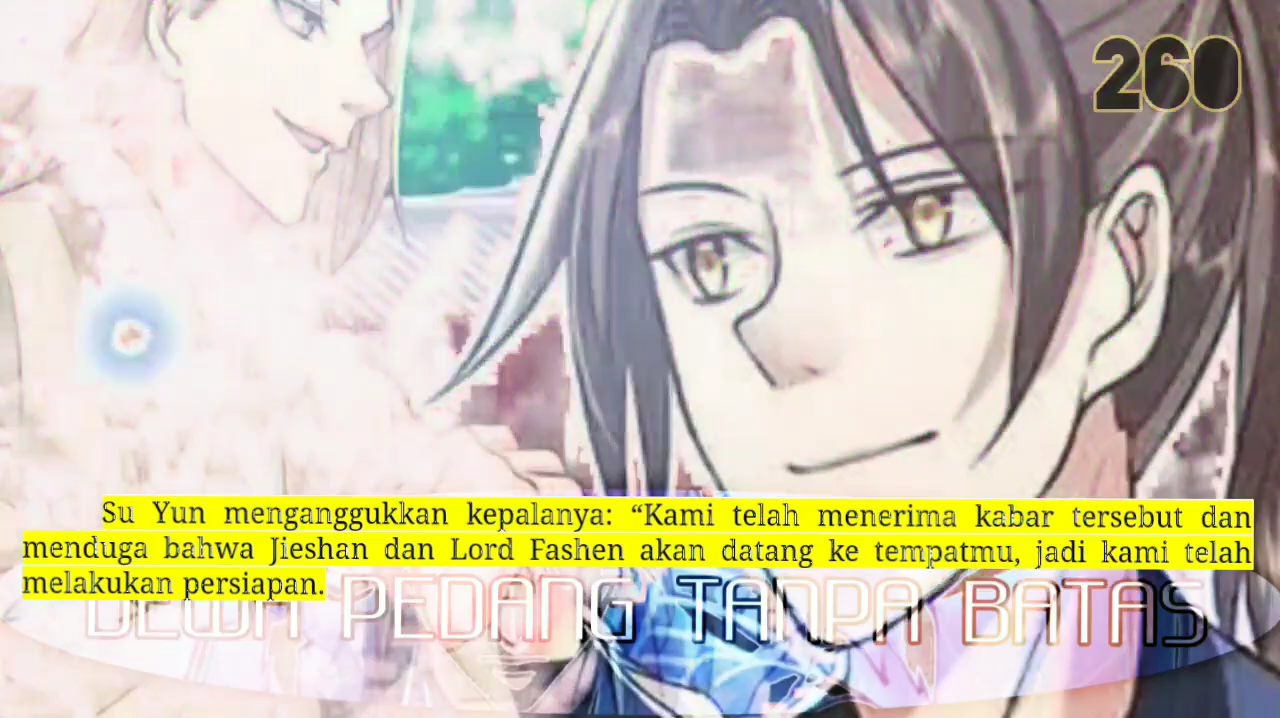 260
Su Yun menganggukkan kepalanya: “Kami telah menerima kabar tersebut dan
menduga bahwa Jieshan dan Lord Fashen akan datang ke tempatmu, jadi kami telah
melakukan persiapan.
DEWA PEDANG TANPA BATAS